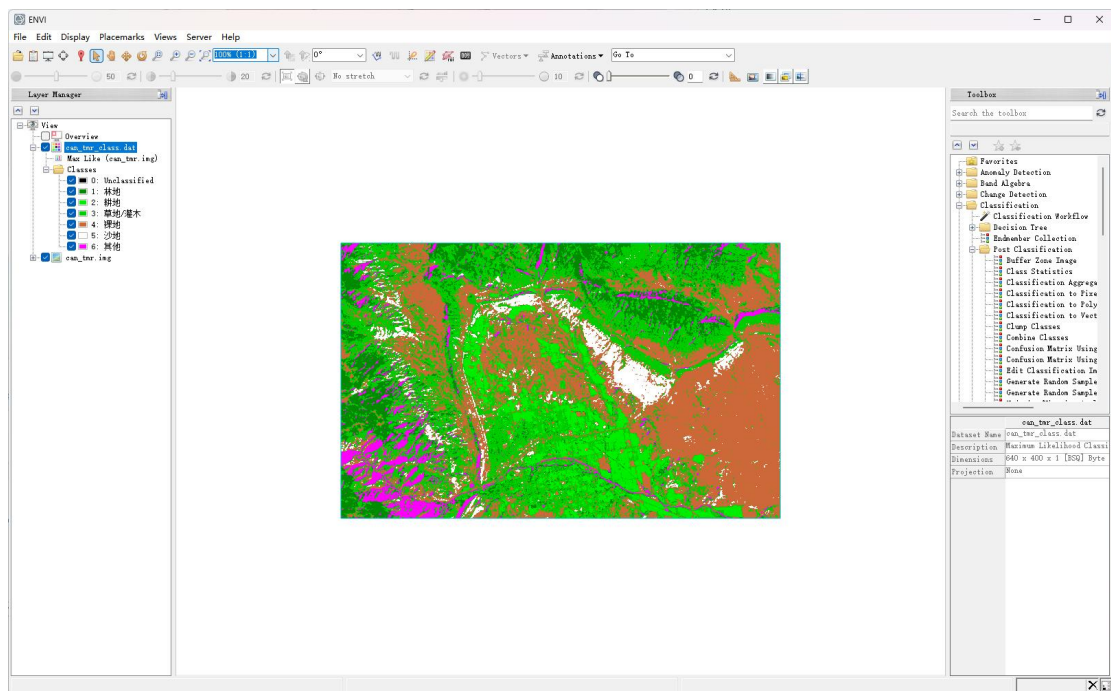 ENVI
File Edit Display Placemarks Views Server Help
100% (1:1) 0° Vectors Annotations Go To
50 20 No stretch 10 0
Layer Manager
View
Overview
can_tmr_class.dat
Max Like (can_tmr.img)
Classes
0: Unclassified
1: 林地
2: 耕地
3: 草地/灌木
4: 裸地
5: 沙地
6: 其他
can_tmr.img
Toolbox
Search the toolbox
Favorites
Anomaly Detection
Band Algebra
Change Detection
Classification
Classification Workflow
Decision Tree
Endmember Collection
Post Classification
Buffer Zone Image
Class Statistics
Classification Aggrega
Classification to Pixe
Classification to Poly
Classification to Vect
Clump Classes
Combine Classes
Confusion Matrix Using
Confusion Matrix Using
Edit Classification Im
Generate Random Sample
Generate Random Sample
can_tmr_class.dat
Dataset Name can_tmr_class.dat
Description Maximum Likelihood Classi
Dimensions 640 x 400 x 1 [BSQ] Byte
Projection None